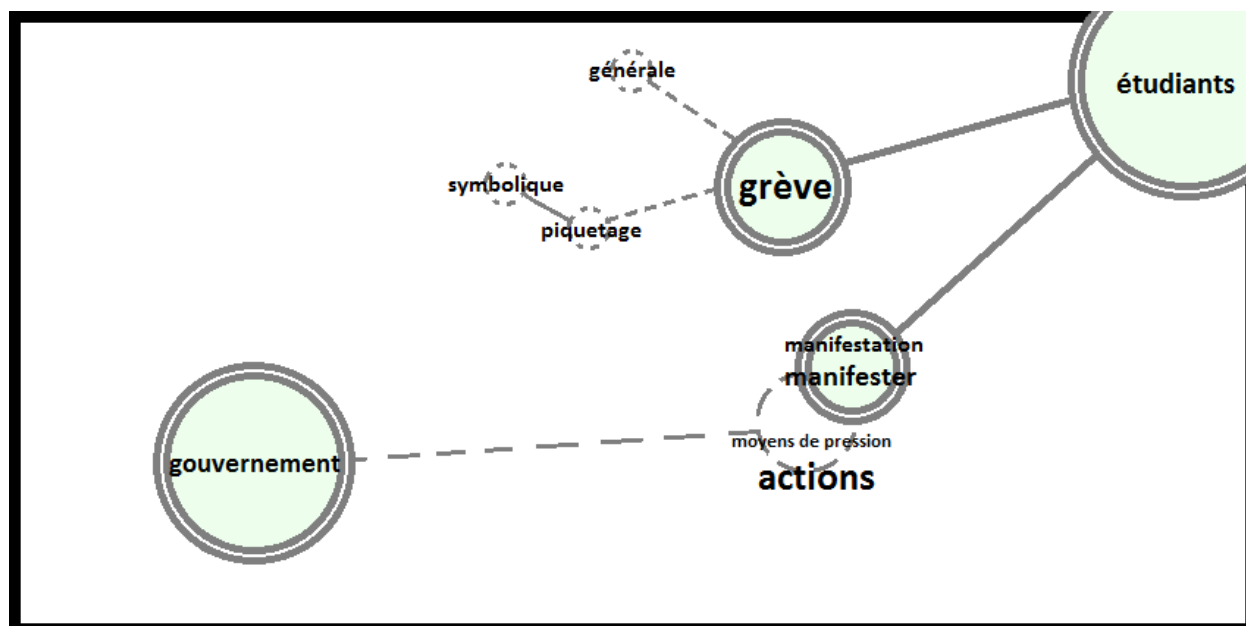 générale
étudiants
symbolique
grève
piquetage
manifestation
manifester
moyens de pression
gouvernement
actions